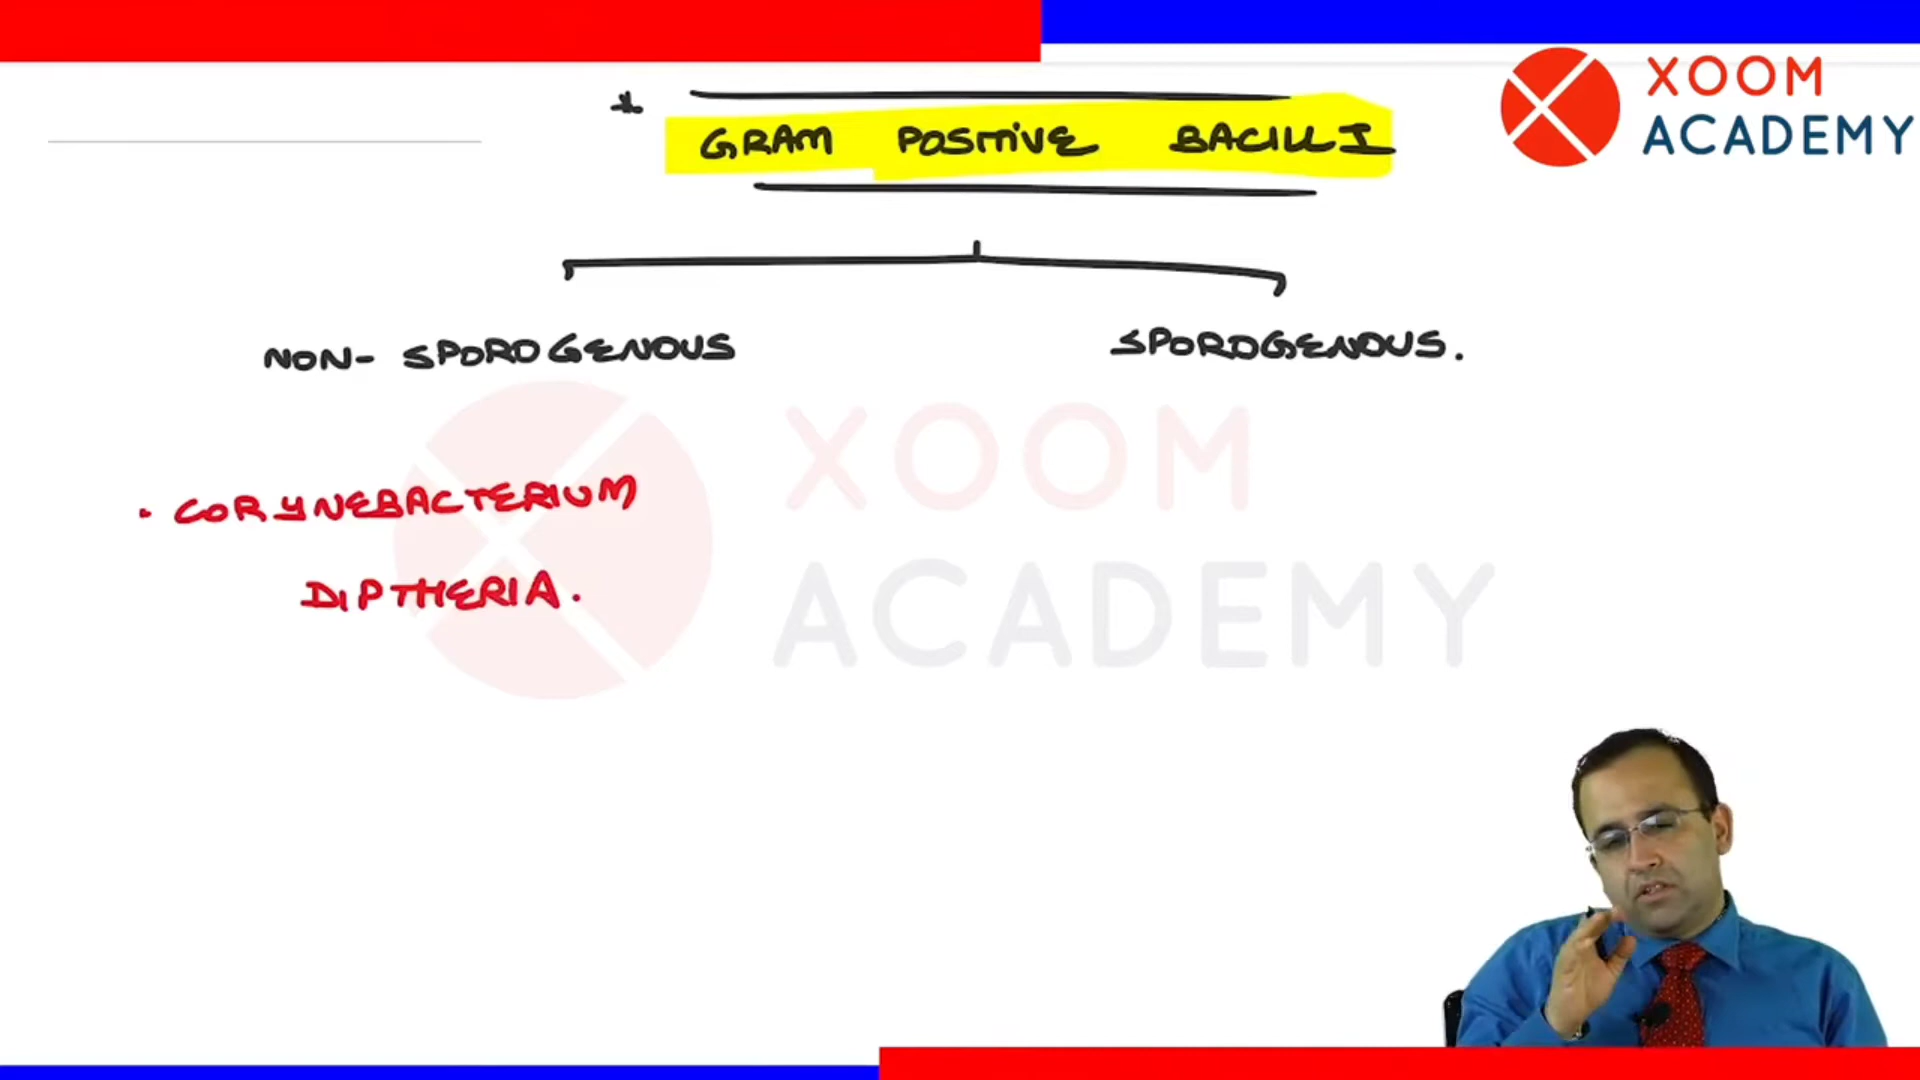 XOOM
ACADEMY
* GRAM POSITIVE BACILLI
NON- SPOROGENOUS
SPOROGENOUS.
XOOM
ACADEMY
. CORYNEBACTERIUM
DIPTHERIA.